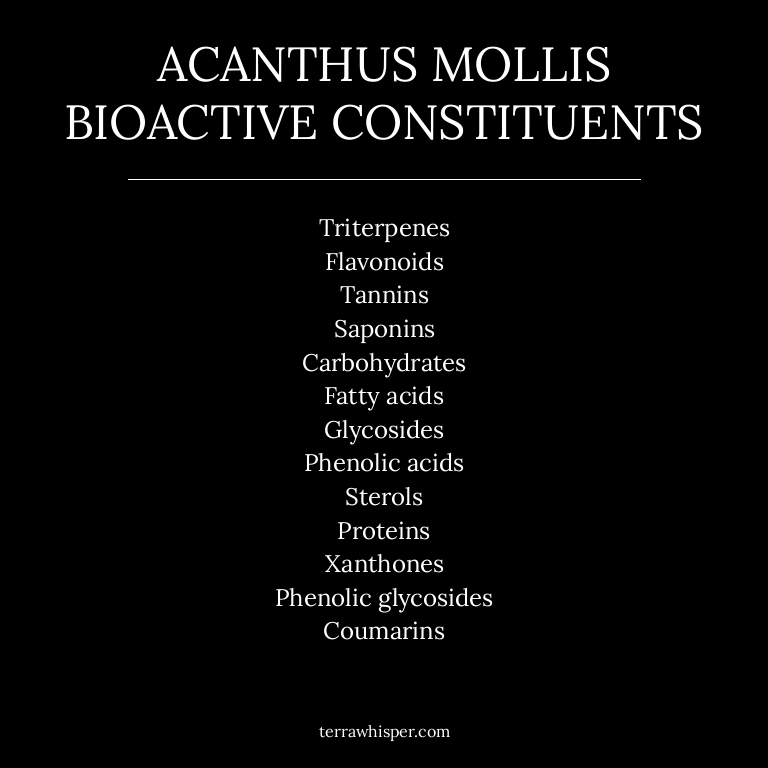 ACANTHUS MOLLIS
BIOACTIVE CONSTITUENTS
Triterpenes
Flavonoids
Tannins
Saponins
Carbohydrates
Fatty acids
Glycosides
Phenolic acids
Sterols
Proteins
Xanthones
Phenolic glycosides
Coumarins
terrawhisper.com